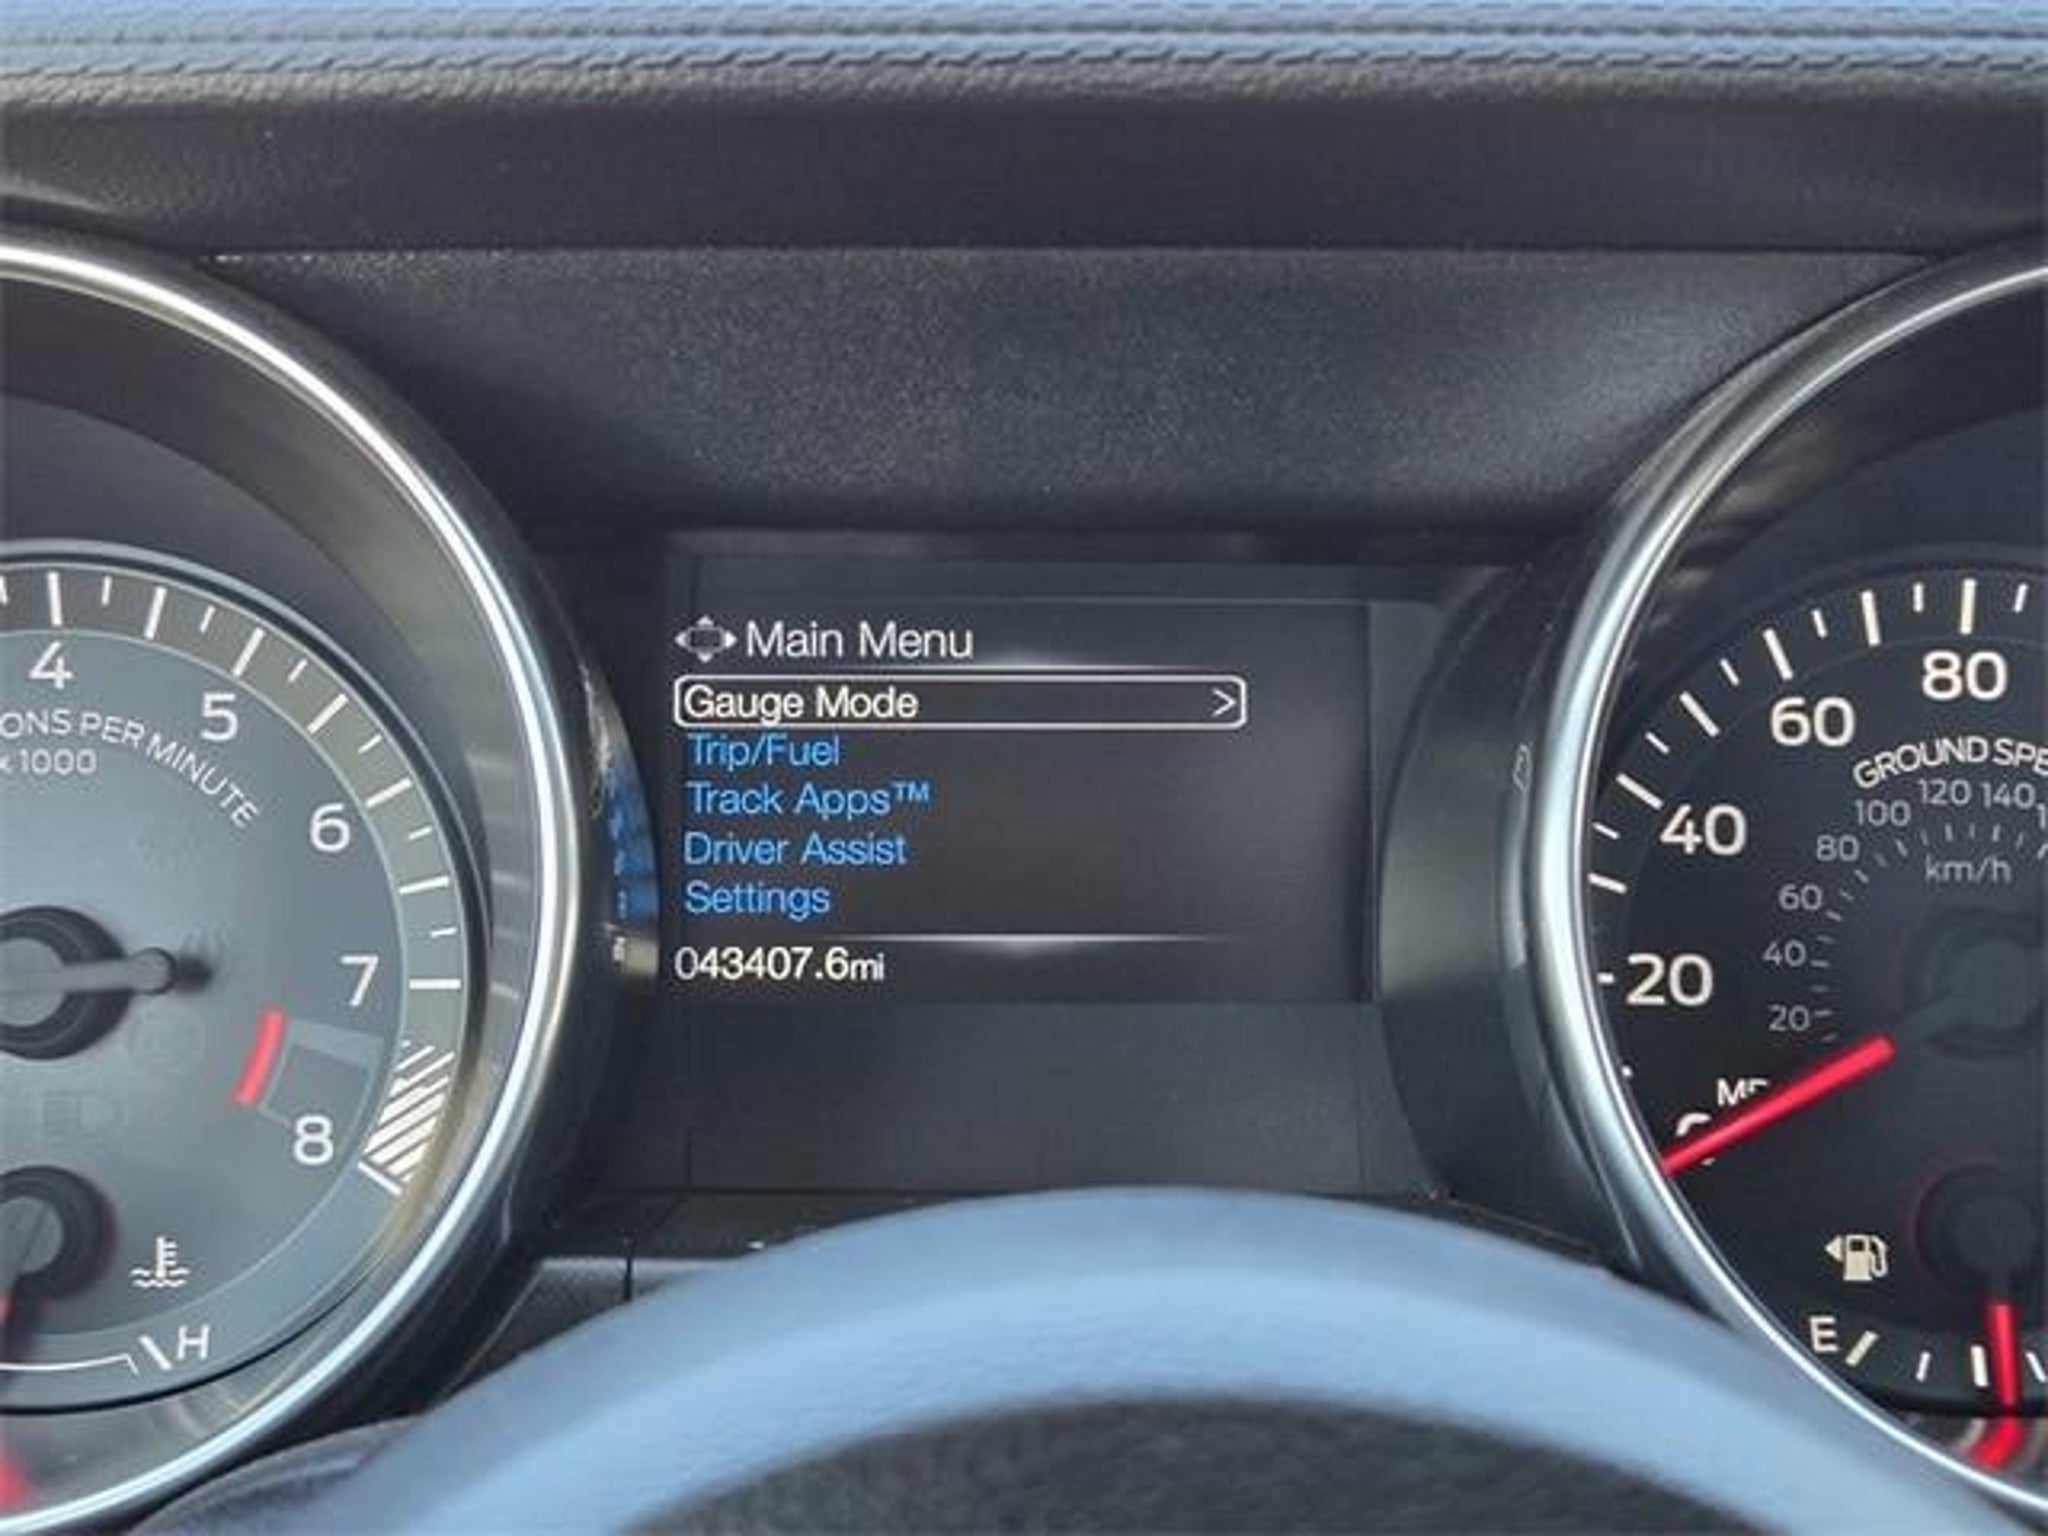 Main Menu
Gauge Mode >
Trip/Fuel
Track Apps™
Driver Assist
Settings
043407.6mi
4
5
6
7
8
ONS PER MINUTE
x1000
H
20
40
60
80
GROUND SPE
20
40
60
80
100
120
140
km/h
E